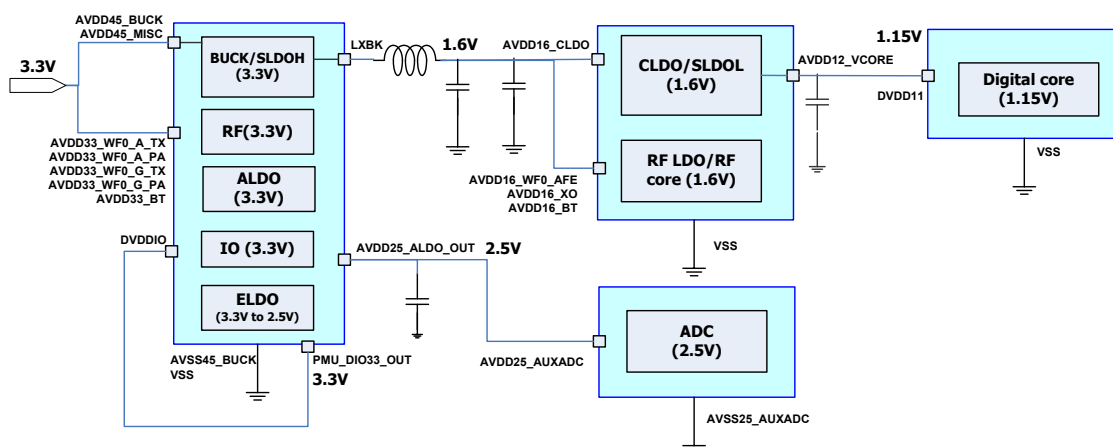 AVDD45_BUCK
AVDD45_MISC
3.3V
AVDD33_WF0_A_TX
AVDD33_WF0_A_PA
AVDD33_WF0_G_TX
AVDD33_WF0_G_PA
AVDD33_BT
DVDDIO
BUCK/SLDOH
(3.3V)
RF(3.3V)
ALDO
(3.3V)
IO (3.3V)
ELDO
(3.3V to 2.5V)
AVSS45_BUCK
VSS
PMU_DIO33_OUT
3.3V
LXBK
1.6V
AVDD16_CLDO
AVDD16_WF0_AFE
AVDD16_XO
AVDD16_BT
AVDD25_ALDO_OUT
2.5V
AVDD25_AUXADC
CLDO/SLDOL
(1.6V)
RF LDO/RF
core (1.6V)
VSS
ADC
(2.5V)
AVSS25_AUXADC
AVDD12_VCORE
1.15V
DVDD11
Digital core
(1.15V)
VSS